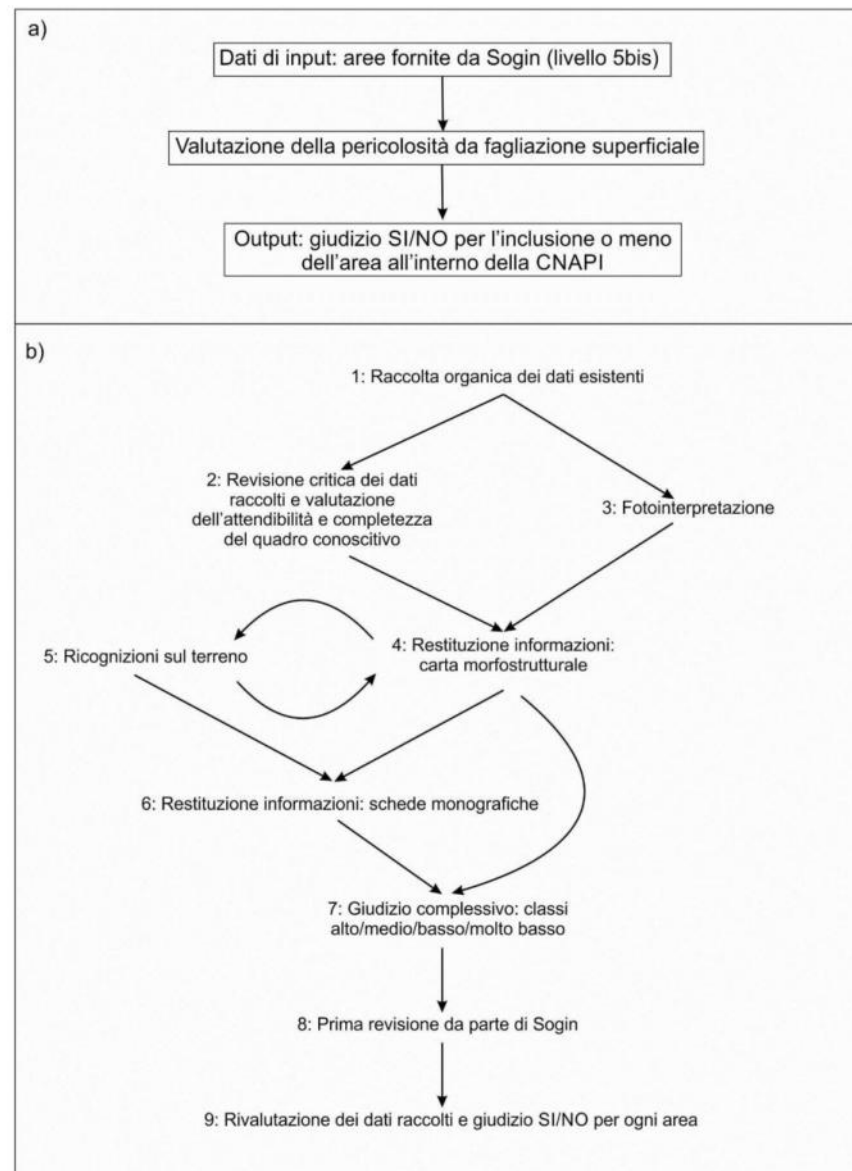 a)
Dati di input: aree fornite da Sogin (livello 5bis)
Valutazione della pericolosità da fagliazione superficiale
Output: giudizio SI/NO per l'inclusione o meno
dell'area all'interno della CNAPI
b)
1: Raccolta organica dei dati esistenti
2: Revisione critica dei dati
raccolti e valutazione
dell'attendibilità e completezza
del quadro conoscitivo
3: Fotointerpretazione
4: Restituzione informazioni:
carta morfostrutturale
5: Ricognizioni sul terreno
6: Restituzione informazioni: schede monografiche
7: Giudizio complessivo: classi
alto/medio/basso/molto basso
8: Prima revisione da parte di Sogin
9: Rivalutazione dei dati raccolti e giudizio SI/NO per ogni area